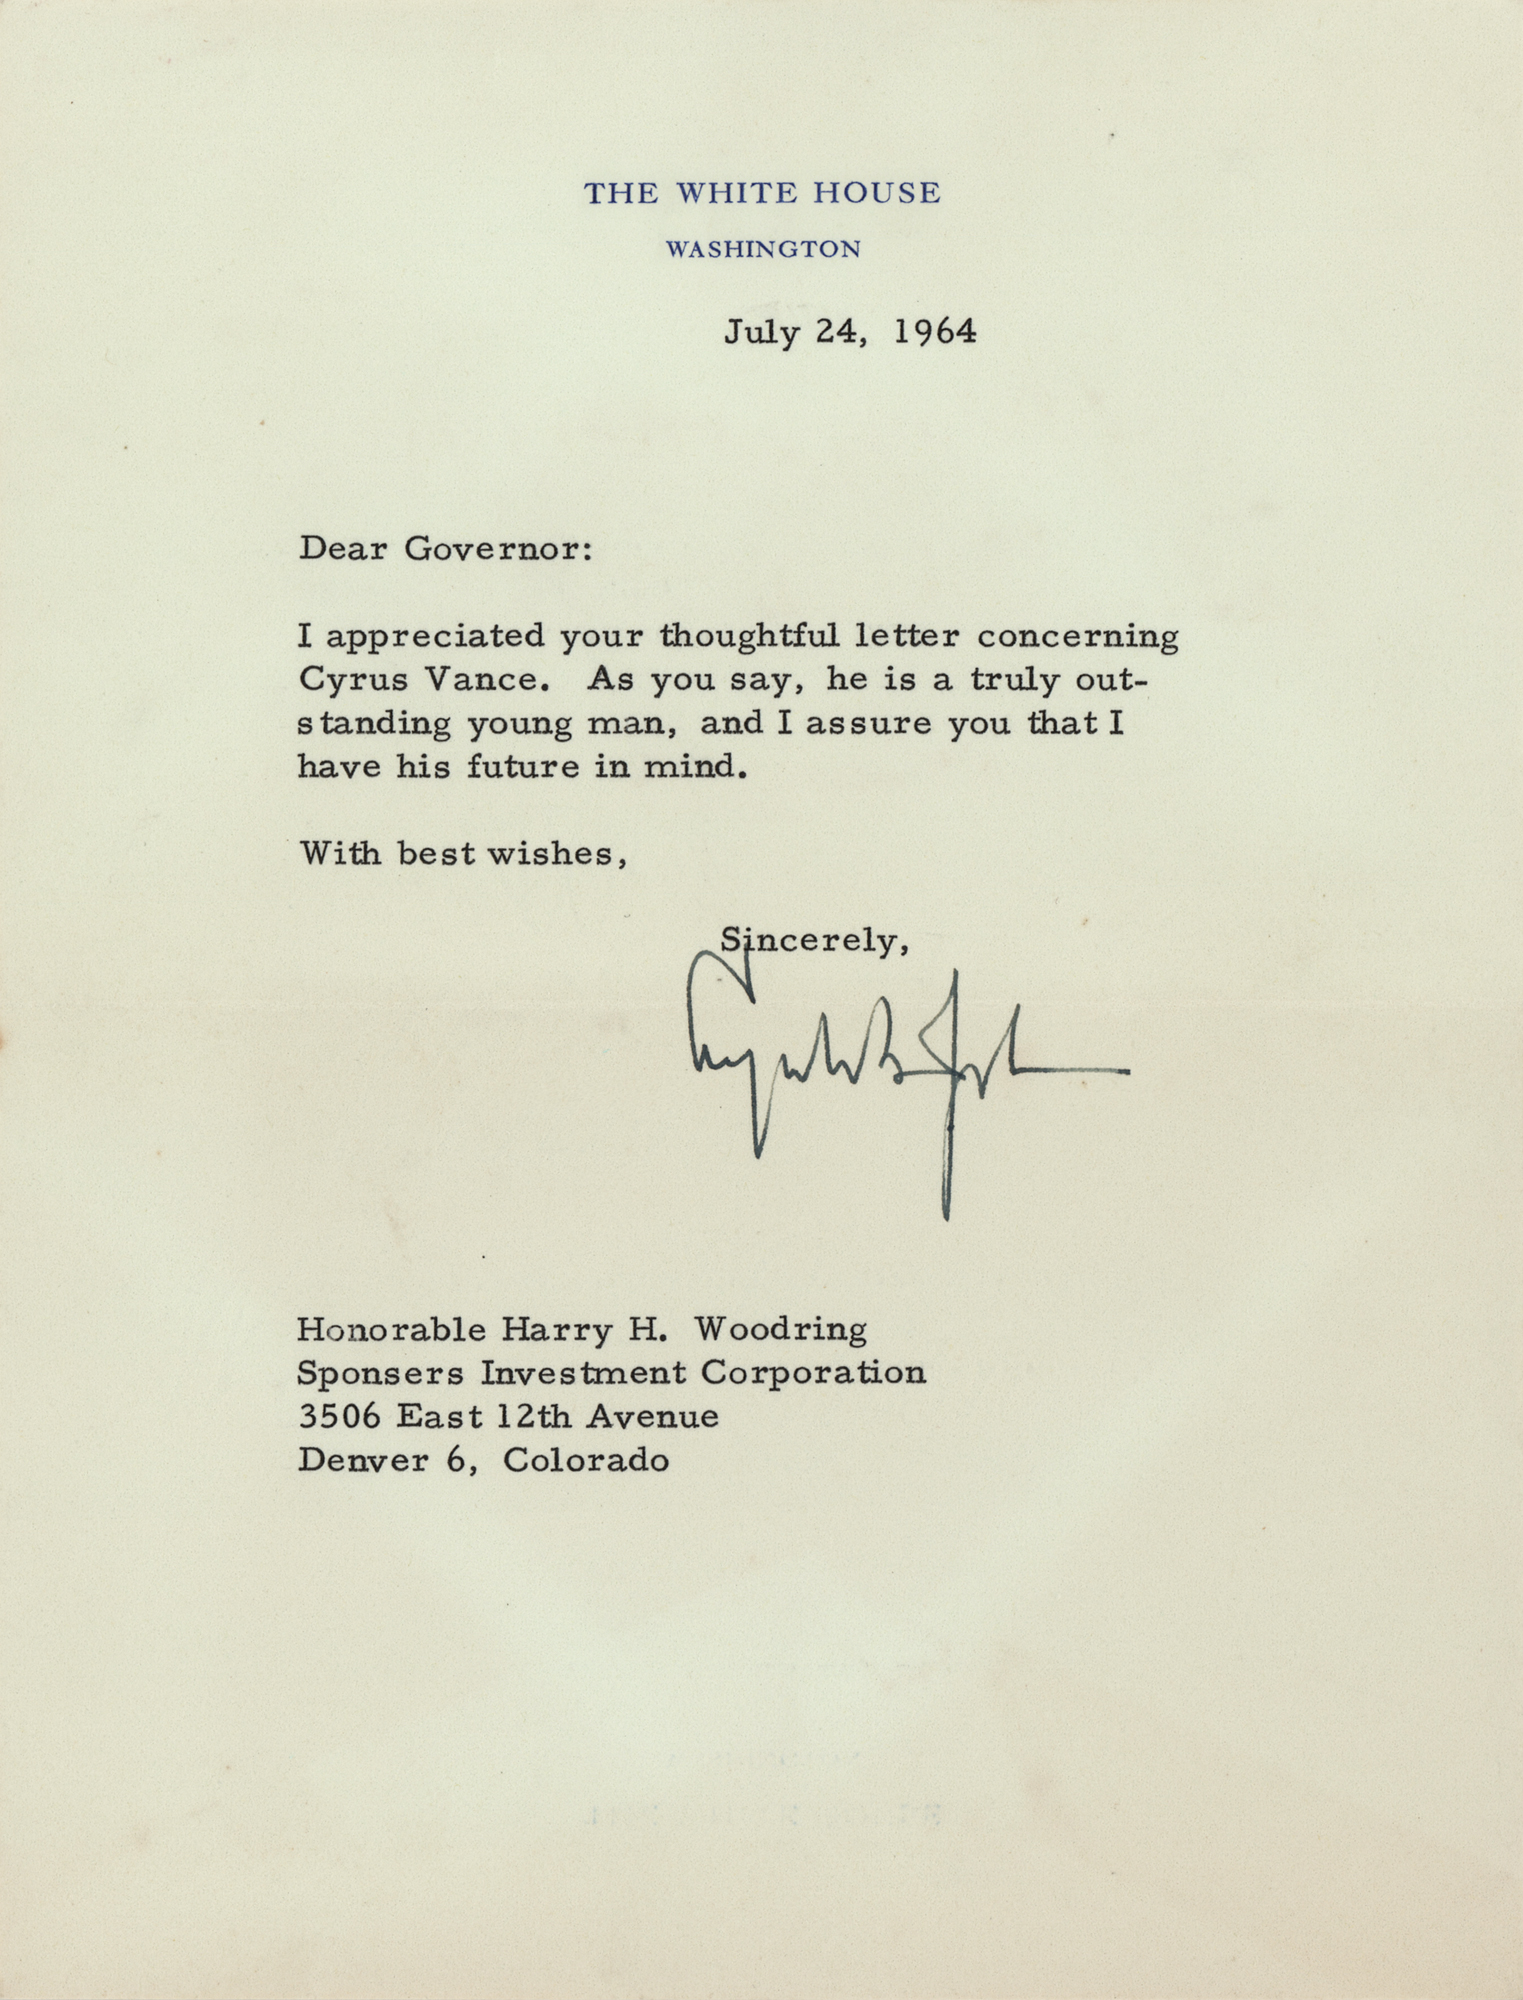 THE WHITE HOUSE
WASHINGTON
July 24, 1964
Dear Governor:
I appreciated your thoughtful letter concerning
Cyrus Vance. As you say, he is a truly out-
standing young man, and I assure you that I
have his future in mind.
With best wishes,
Sincerely,
Honorable Harry H. Woodring
Sponsers Investment Corporation
3506 East 12th Avenue
Denver 6, Colorado